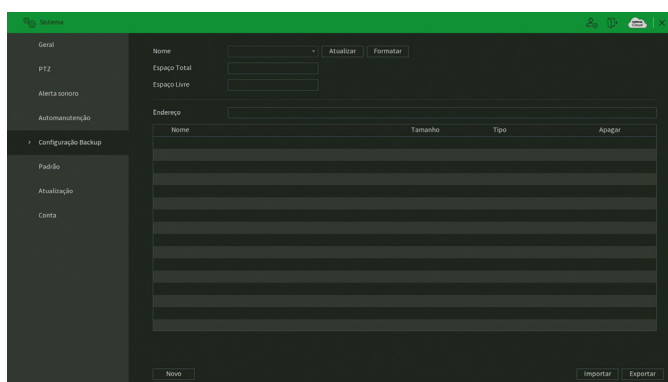 Sistema
Geral
PTZ
Alerta sonoro
Automanutenção
Configuração Backup
Padrão
Atualização
Conta
Nome
Atualizar
Formatar
Espaço Total
Espaço Livre
Endereço
Nome Tamanho Tipo Apagar
Novo
Importar
Exportar